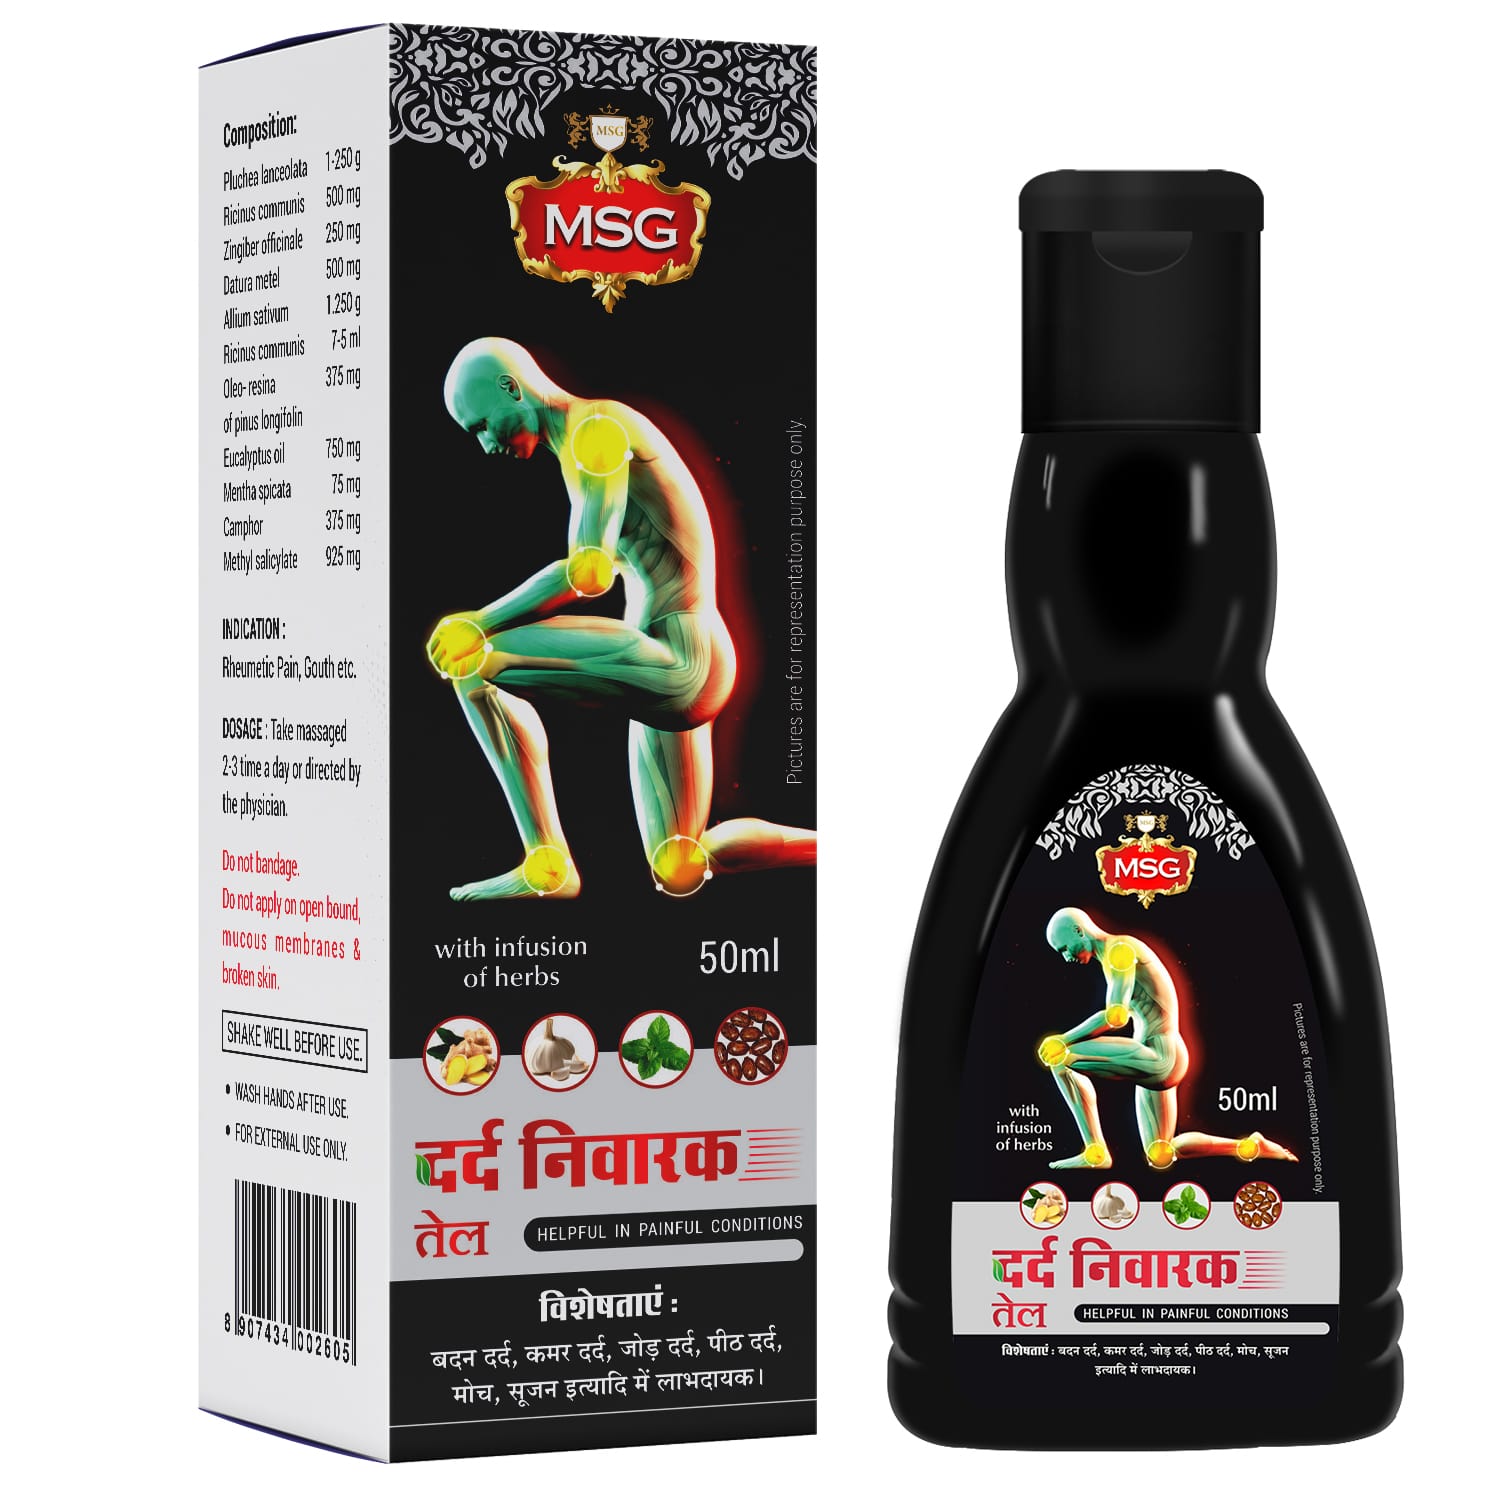 Composition:
Pluchea lanceolata 1-250 g
Ricinus communis 500 mg
Zingiber officinale 250 mg
Datura metel 500 mg
Allium sativum 1.250 g
Ricinus communis 7-5 ml
Oleo- resina 375 mg
of pinus longifolin
Eucalyptus oil 750 mg
Mentha spicata 75 mg
Camphor 375 mg
Methyl salicylate 925 mg
INDICATION :
Rheumetic Pain, Gouth etc.
DOSAGE : Take massaged
2-3 time a day or directed by
the physician.
Do not bandage.
Do not apply on open bound,
mucous membranes &
broken skin.
SHAKE WELL BEFORE USE.
• WASH HANDS AFTER USE.
• FOR EXTERNAL USE ONLY.
8 907434 002605
MSG
MSG
Pictures are for representation purpose only.
with infusion
of herbs
50ml
दर्द निवारक
तेल
HELPFUL IN PAINFUL CONDITIONS
विशेषताएं :
बदन दर्द, कमर दर्द, जोड़ दर्द, पीठ दर्द,
मोच, सूजन इत्यादि में लाभदायक।
MSG
MSG
Pictures are for representation purpose only.
50ml
with
infusion
of herbs
दर्द निवारक
तेल
HELPFUL IN PAINFUL CONDITIONS
विशेषताएं : बदन दर्द, कमर दर्द, जोड़ दर्द, पीठ दर्द, मोच, सूजन
इत्यादि में लाभदायक।